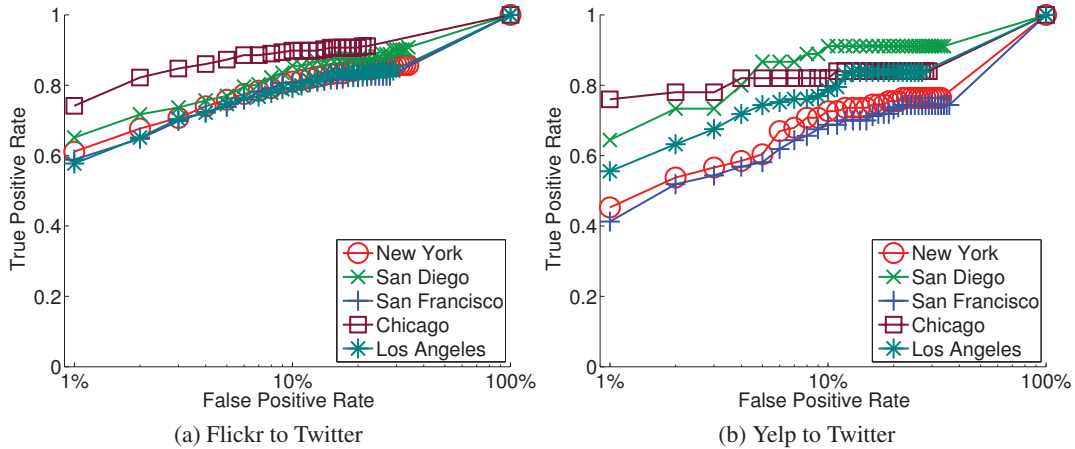 1
0.8
0.6
0.4
0.2
0
True Positive Rate
1%
10%
100%
False Positive Rate
New York
San Diego
San Francisco
Chicago
Los Angeles
(a) Flickr to Twitter
1
0.8
0.6
0.4
0.2
0
True Positive Rate
1%
10%
100%
False Positive Rate
New York
San Diego
San Francisco
Chicago
Los Angeles
(b) Yelp to Twitter